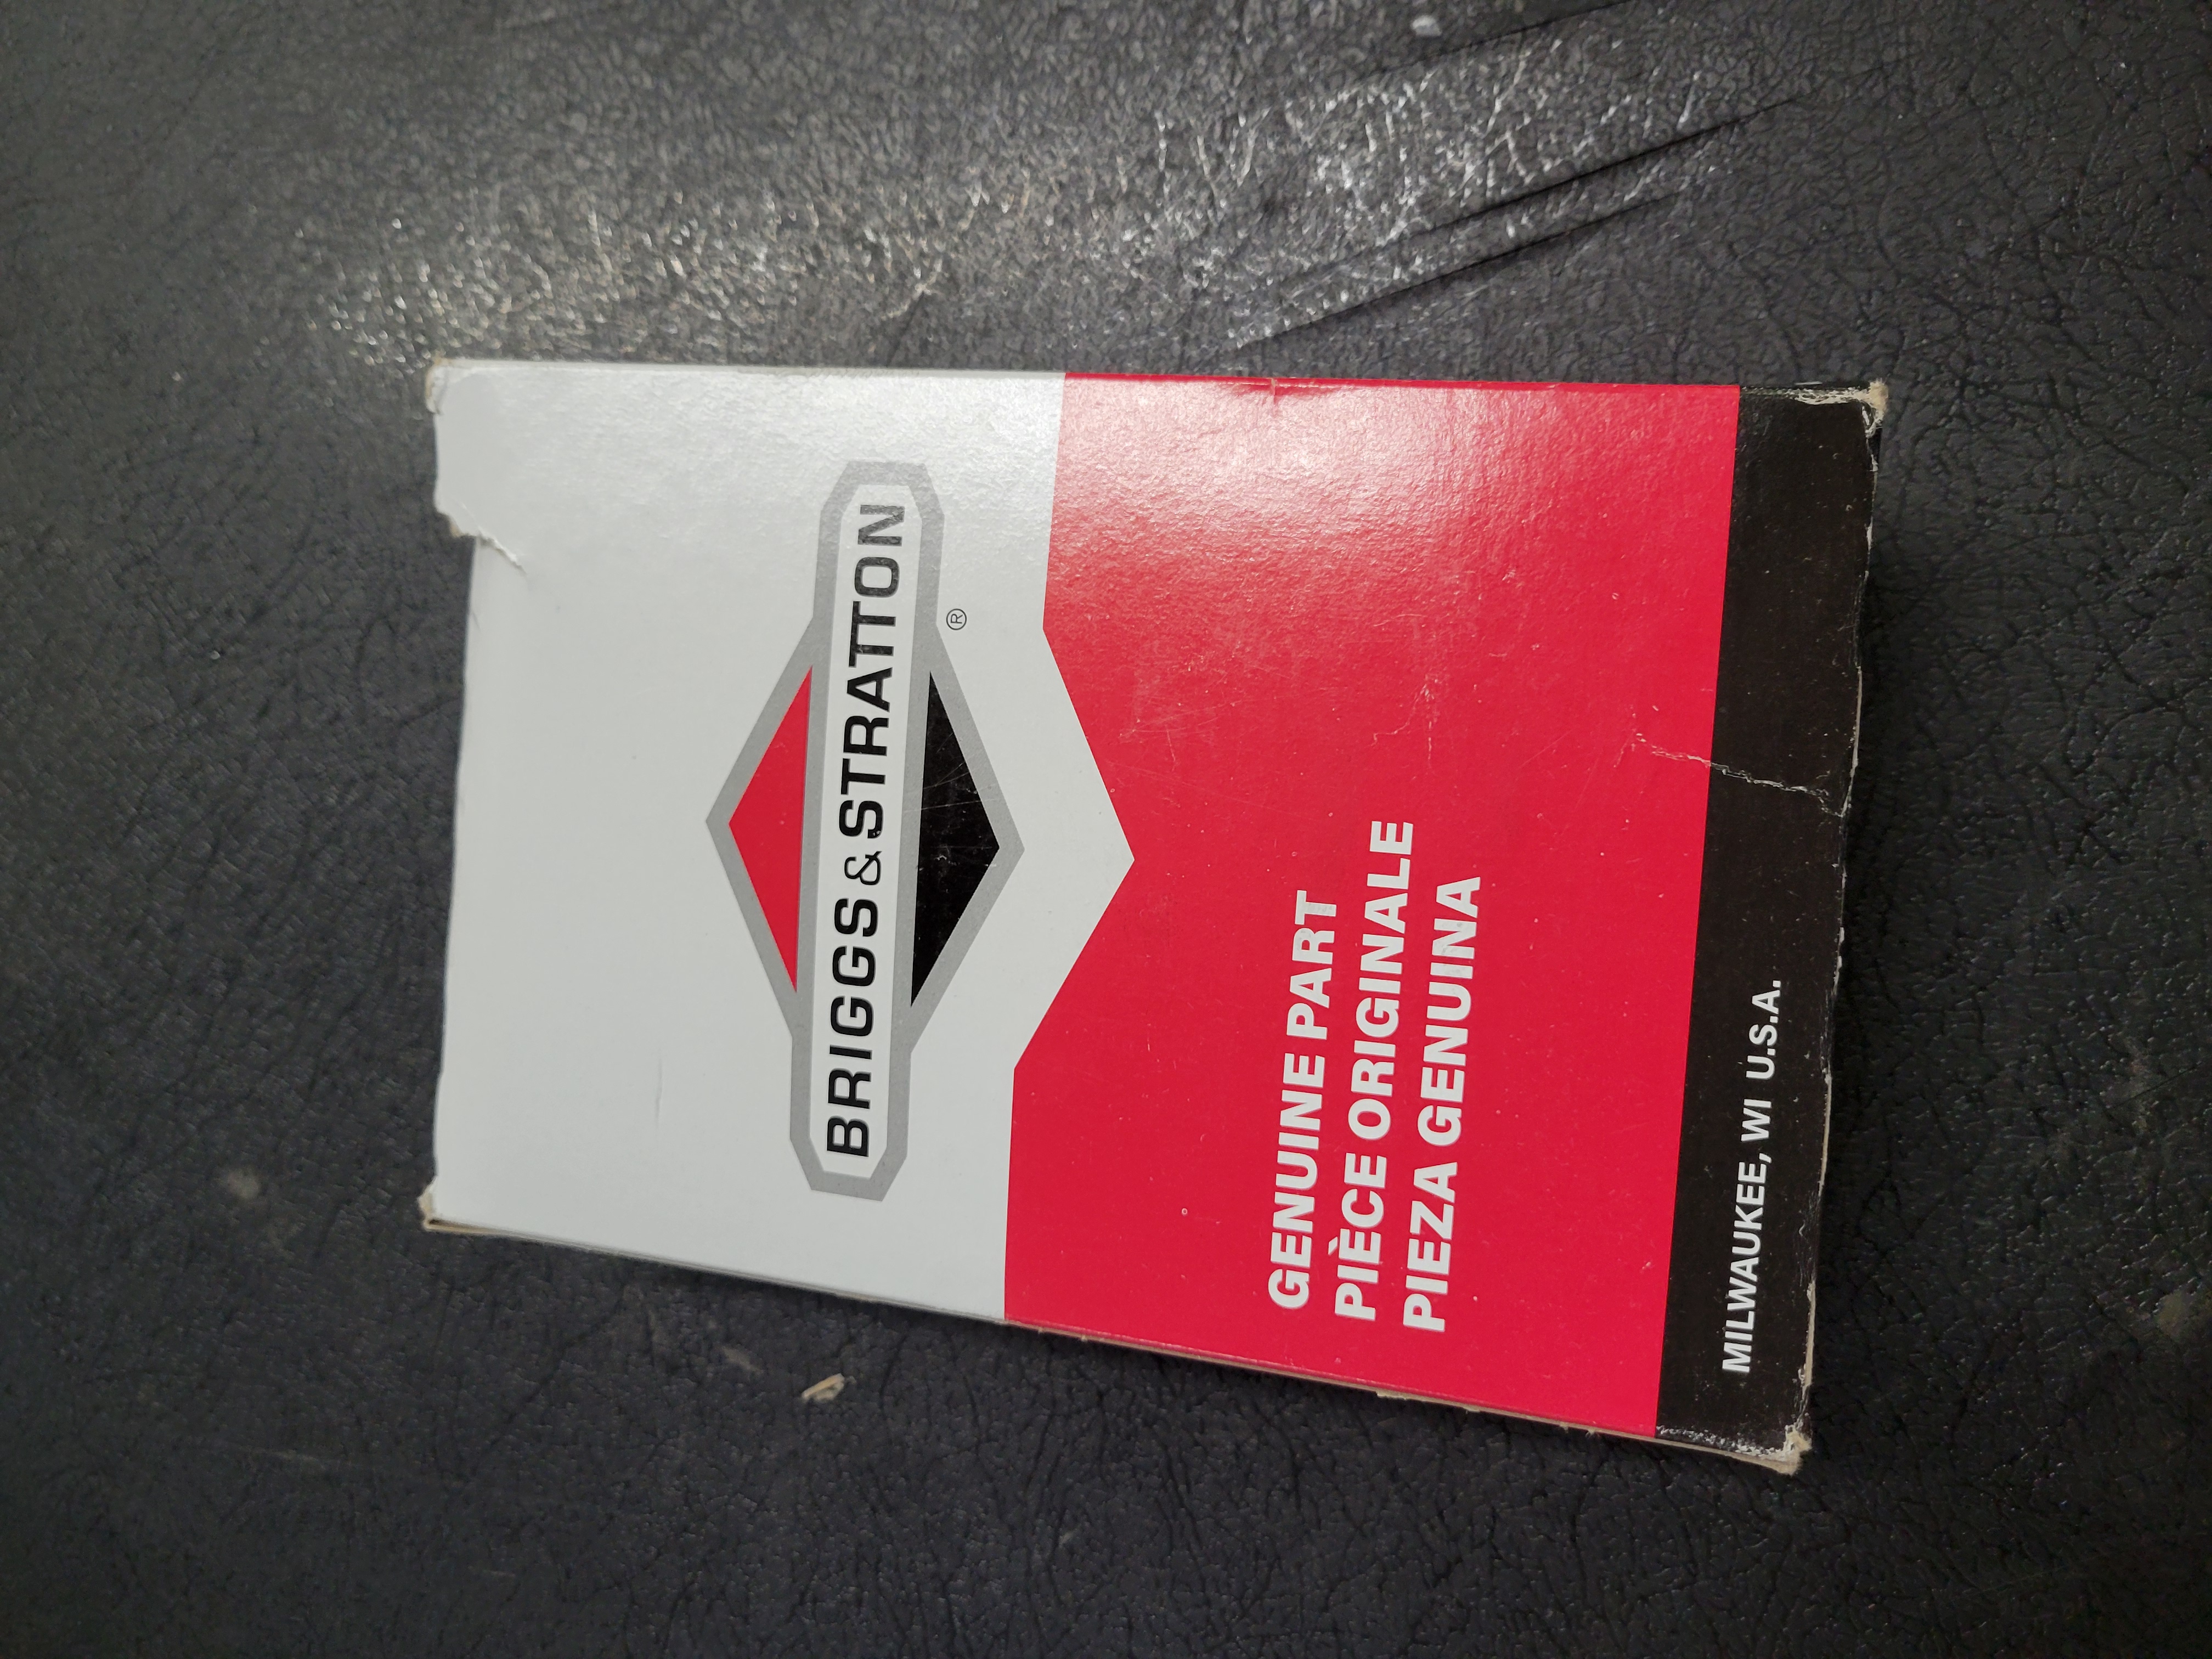 BRIGGS & STRATTON
®
GENUINE PART
PIÈCE ORIGINALE
PIEZA GENUINA
MILWAUKEE, WI U.S.A.